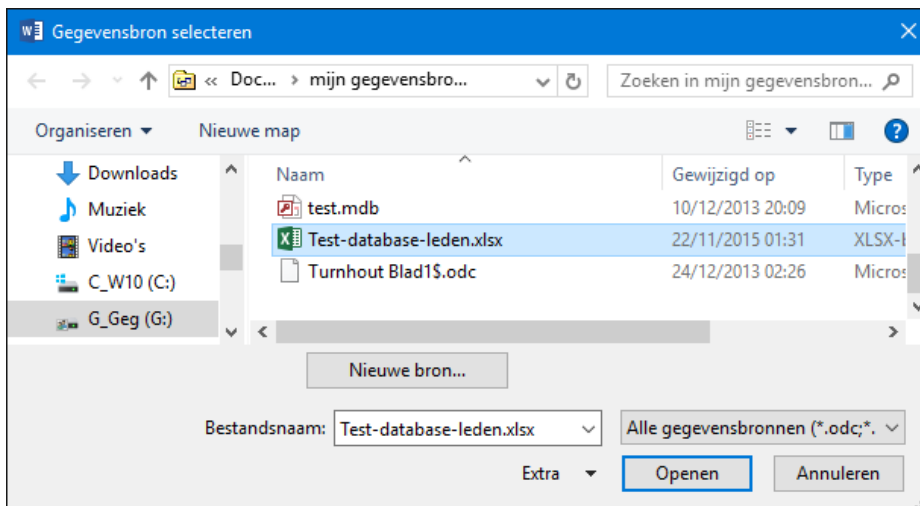 Gegevensbron selecteren
« Doc... › mijn gegevensbro...
Zoeken in mijn gegevensbron...
Organiseren Nieuwe map
Downloads
Muziek
Video's
C_W10 (C:)
G_Geg (G:)
Naam Gewijzigd op Type
test.mdb 10/12/2013 20:09 Micros
Test-database-leden.xlsx 22/11/2015 01:31 XLSX-b
Turnhout Blad1$.odc 24/12/2013 02:26 Micros
Nieuwe bron...
Bestandsnaam: Test-database-leden.xlsx Alle gegevensbronnen (*.odc;*.
Extra Openen Annuleren